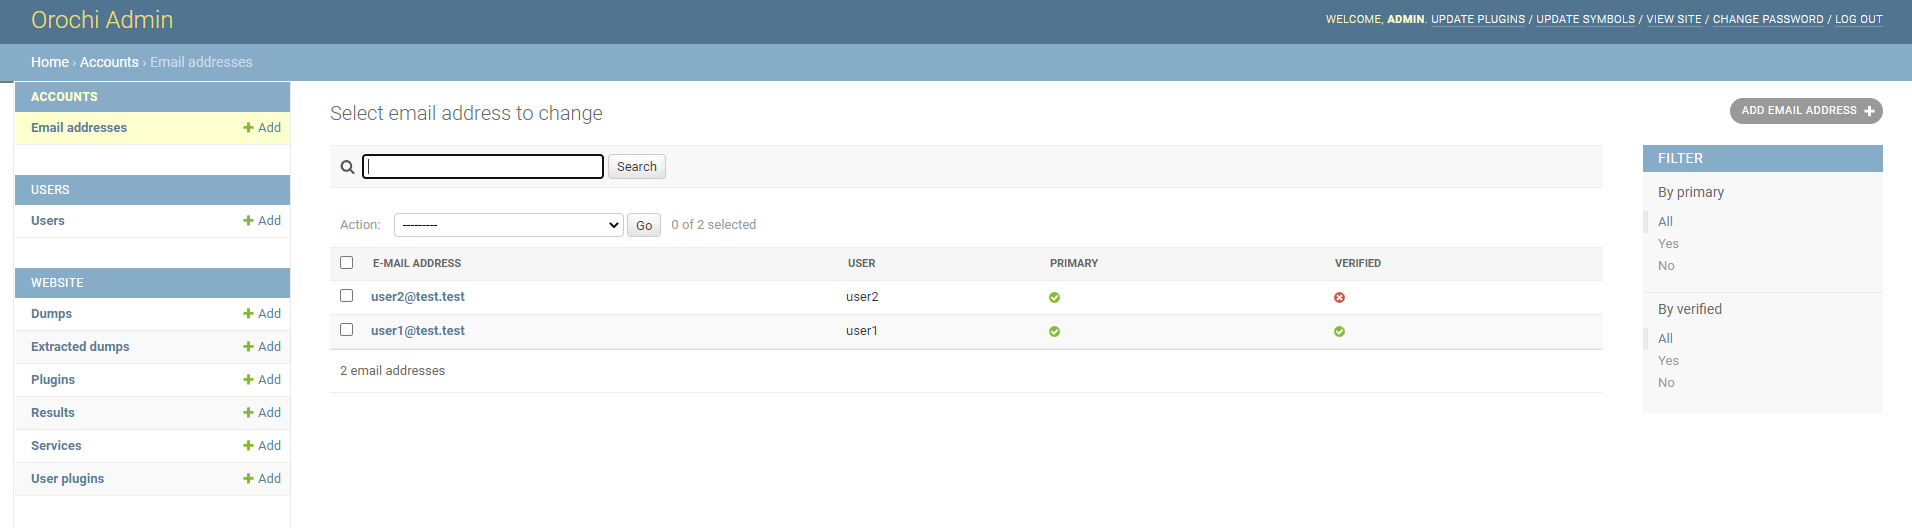 Orochi Admin
WELCOME, ADMIN. UPDATE PLUGINS / UPDATE SYMBOLS / VIEW SITE / CHANGE PASSWORD / LOG OUT
Home › Accounts › Email addresses
ACCOUNTS
Email addresses Add
USERS
Users Add
WEBSITE
Dumps Add
Extracted dumps Add
Plugins Add
Results Add
Services Add
User plugins Add
Select email address to change
ADD EMAIL ADDRESS
Search
Action: --------- Go 0 of 2 selected
E-MAIL ADDRESS USER PRIMARY VERIFIED
user2@test.test user2
user1@test.test user1
2 email addresses
FILTER
By primary
All
Yes
No
By verified
All
Yes
No